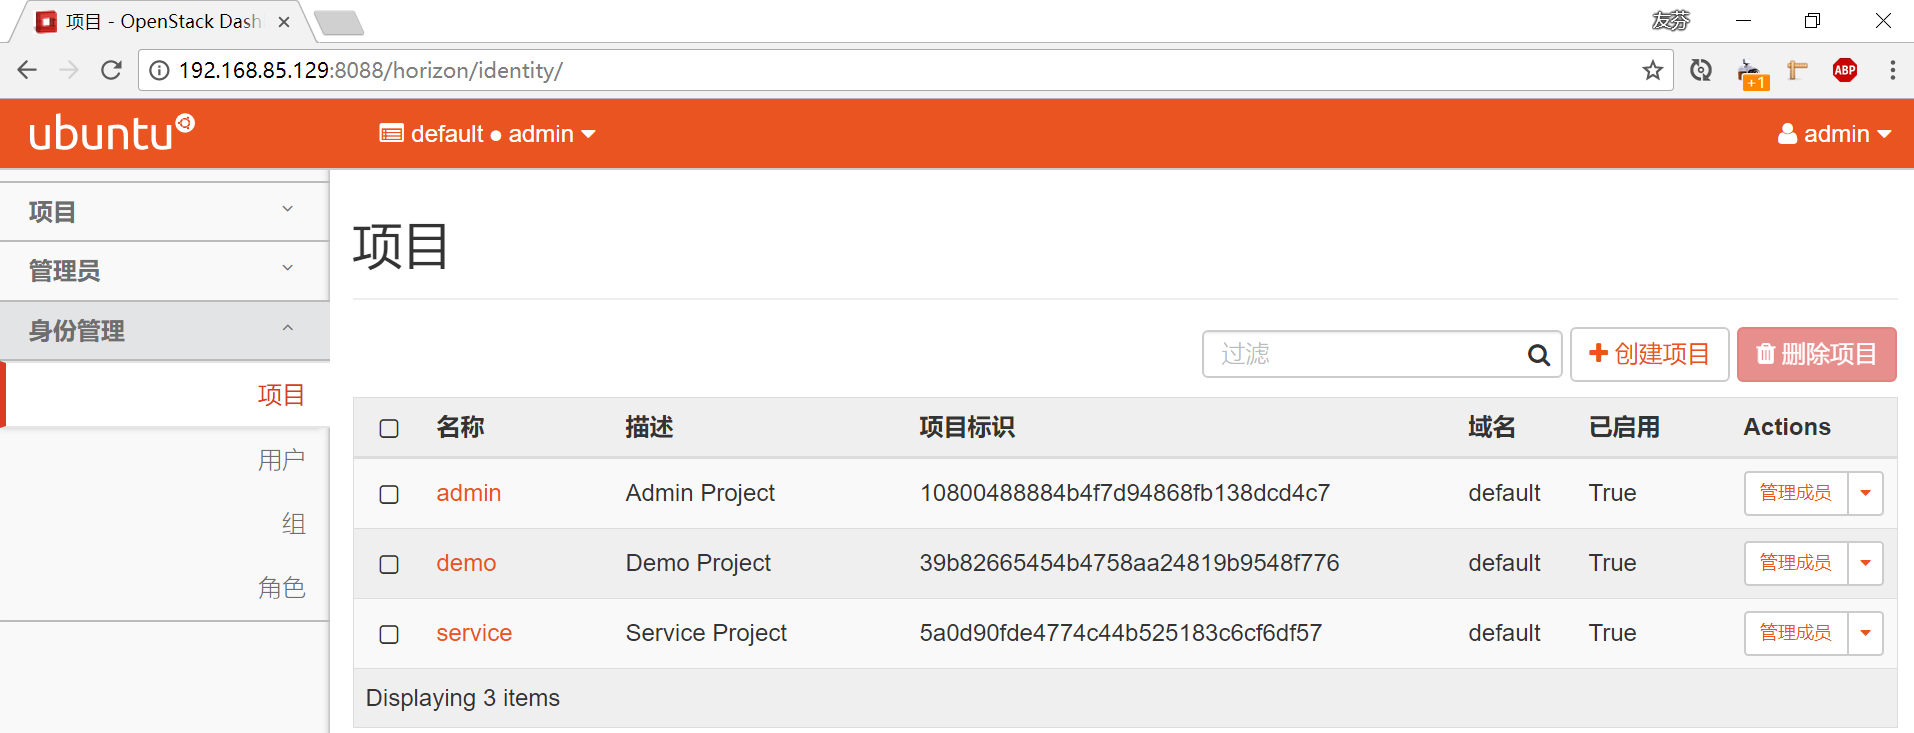 项目 - OpenStack Dash
友芬
192.168.85.129:8088/horizon/identity/
+1
ABP
ubuntu
default ● admin
admin
项目
管理员
身份管理
项目
用户
组
角色
项目
过滤
创建项目
删除项目
名称 描述 项目标识 域名 已启用 Actions
admin Admin Project 10800488884b4f7d94868fb138dcd4c7 default True 管理成员
demo Demo Project 39b82665454b4758aa24819b9548f776 default True 管理成员
service Service Project 5a0d90fde4774c44b525183c6cf6df57 default True 管理成员
Displaying 3 items